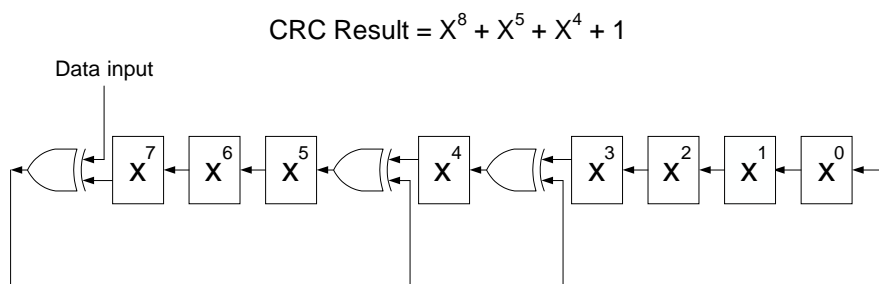 CRC Result = X⁸ + X⁵ + X⁴ + 1
Data input
X⁷ X⁶ X⁵ X⁴ X³ X² X¹ X⁰